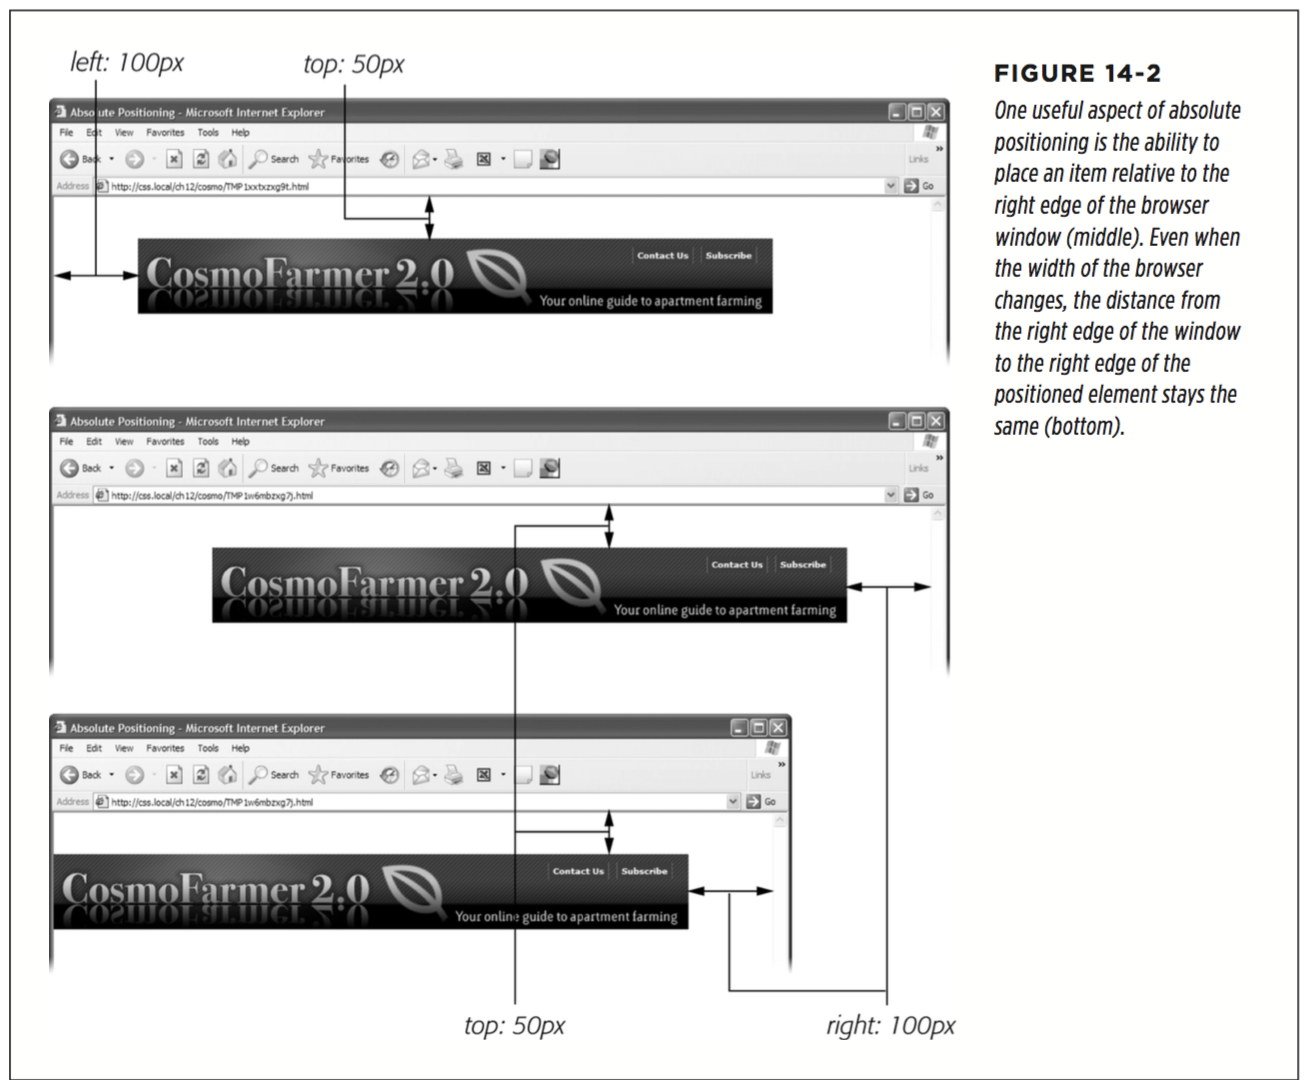 left: 100px
top: 50px
Absolute Positioning - Microsoft Internet Explorer
File Edit View Favorites Tools Help
Back Search Favorites Links »
Address http://css.local/ch12/cosmo/TMP1xxtxzxg9t.html Go
Contact Us Subscribe
CosmoFarmer 2.0
Your online guide to apartment farming
Absolute Positioning - Microsoft Internet Explorer
File Edit View Favorites Tools Help
Back Search Favorites Links »
Address http://css.local/ch12/cosmo/TMP1w6mbzxg7j.html Go
Contact Us Subscribe
CosmoFarmer 2.0
Your online guide to apartment farming
Absolute Positioning - Microsoft Internet Explorer
File Edit View Favorites Tools Help
Back Search Favorites Links »
Address http://css.local/ch12/cosmo/TMP1w6mbzxg7j.html Go
Contact Us Subscribe
CosmoFarmer 2.0
Your online guide to apartment farming
top: 50px
right: 100px
FIGURE 14-2
One useful aspect of absolute
positioning is the ability to
place an item relative to the
right edge of the browser
window (middle). Even when
the width of the browser
changes, the distance from
the right edge of the window
to the right edge of the
positioned element stays the
same (bottom).